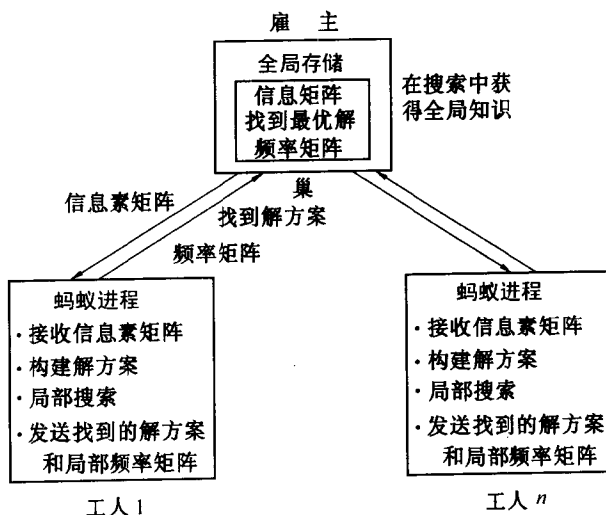 雇 主
全局存储
信息矩阵
找到最优解
频率矩阵
在搜索中获
得全局知识
巢
信息素矩阵
找到解方案
频率矩阵
蚂蚁进程
·接收信息素矩阵
·构建解方案
·局部搜索
·发送找到的解方案
和局部频率矩阵
工人1
蚂蚁进程
·接收信息素矩阵
·构建解方案
·局部搜索
·发送找到的解方案
和局部频率矩阵
工人 n